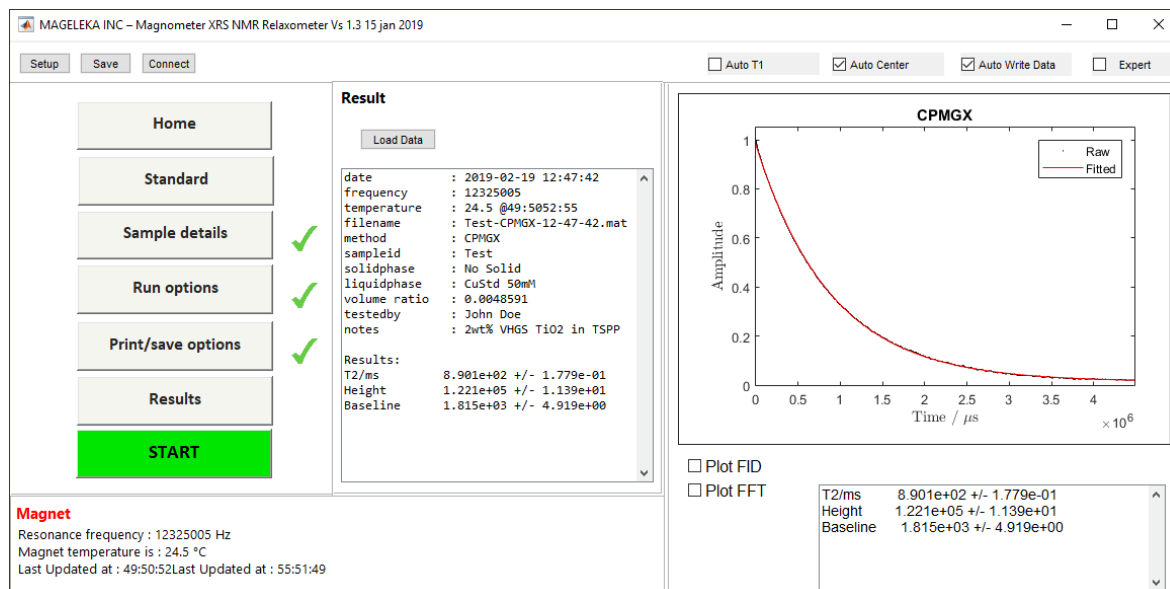 MAGELEKA INC – Magnometer XRS NMR Relaxometer Vs 1.3 15 jan 2019
Setup Save Connect Auto T1 Auto Center Auto Write Data Expert
Home
Standard
Sample details
Run options
Print/save options
Results
START
Result
Load Data
date : 2019-02-19 12:47:42
frequency : 12325005
temperature : 24.5 @49:5052:55
filename : Test-CPMGX-12-47-42.mat
method : CPMGX
sampleid : Test
solidphase : No Solid
liquidphase : CuStd 50mM
volume ratio : 0.0048591
testedby : John Doe
notes : 2wt% VHGS TiO2 in TSPP
Results:
T2/ms 8.901e+02 +/- 1.779e-01
Height 1.221e+05 +/- 1.139e+01
Baseline 1.815e+03 +/- 4.919e+00
CPMGX
Raw
Fitted
Amplitude
1
0.8
0.6
0.4
0.2
0
0 0.5 1 1.5 2 2.5 3 3.5 4
Time / µs
× 10⁶
Plot FID
Plot FFT
T2/ms 8.901e+02 +/- 1.779e-01
Height 1.221e+05 +/- 1.139e+01
Baseline 1.815e+03 +/- 4.919e+00
Magnet
Resonance frequency : 12325005 Hz
Magnet temperature is : 24.5 °C
Last Updated at : 49:50:52Last Updated at : 55:51:49